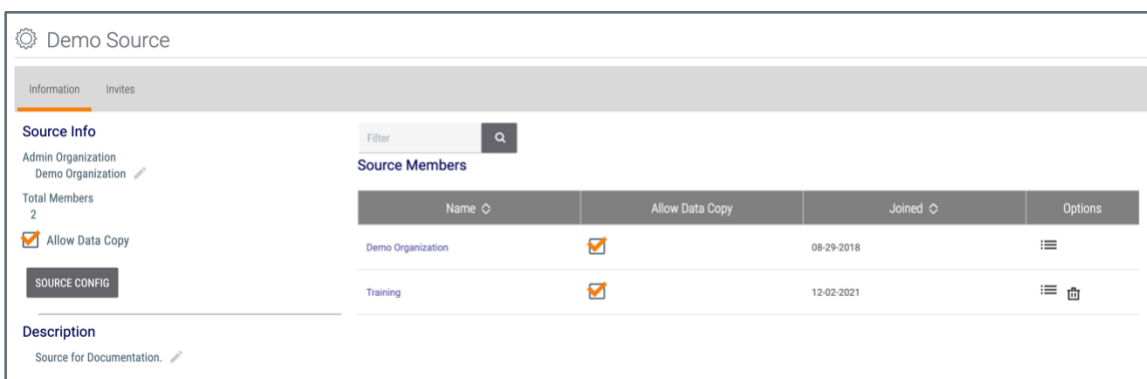 Demo Source
Information Invites
Source Info
Admin Organization
Demo Organization
Total Members
2
Allow Data Copy
SOURCE CONFIG
Description
Source for Documentation.
Filter
Source Members
Name Allow Data Copy Joined Options
Demo Organization 08-29-2018
Training 12-02-2021